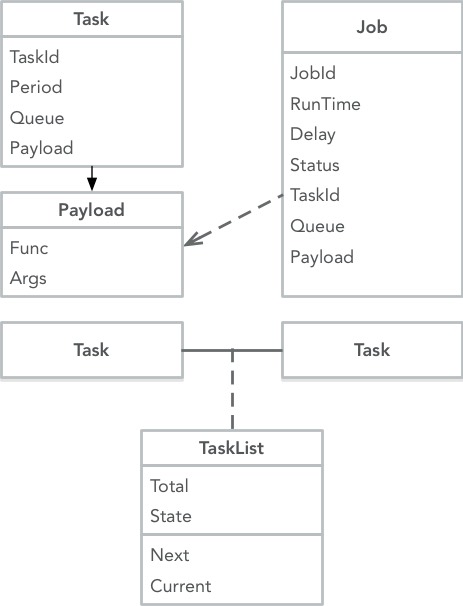 Task
TaskId
Period
Queue
Payload
Job
JobId
RunTime
Delay
Status
TaskId
Queue
Payload
Payload
Func
Args
Task
Task
TaskList
Total
State
Next
Current